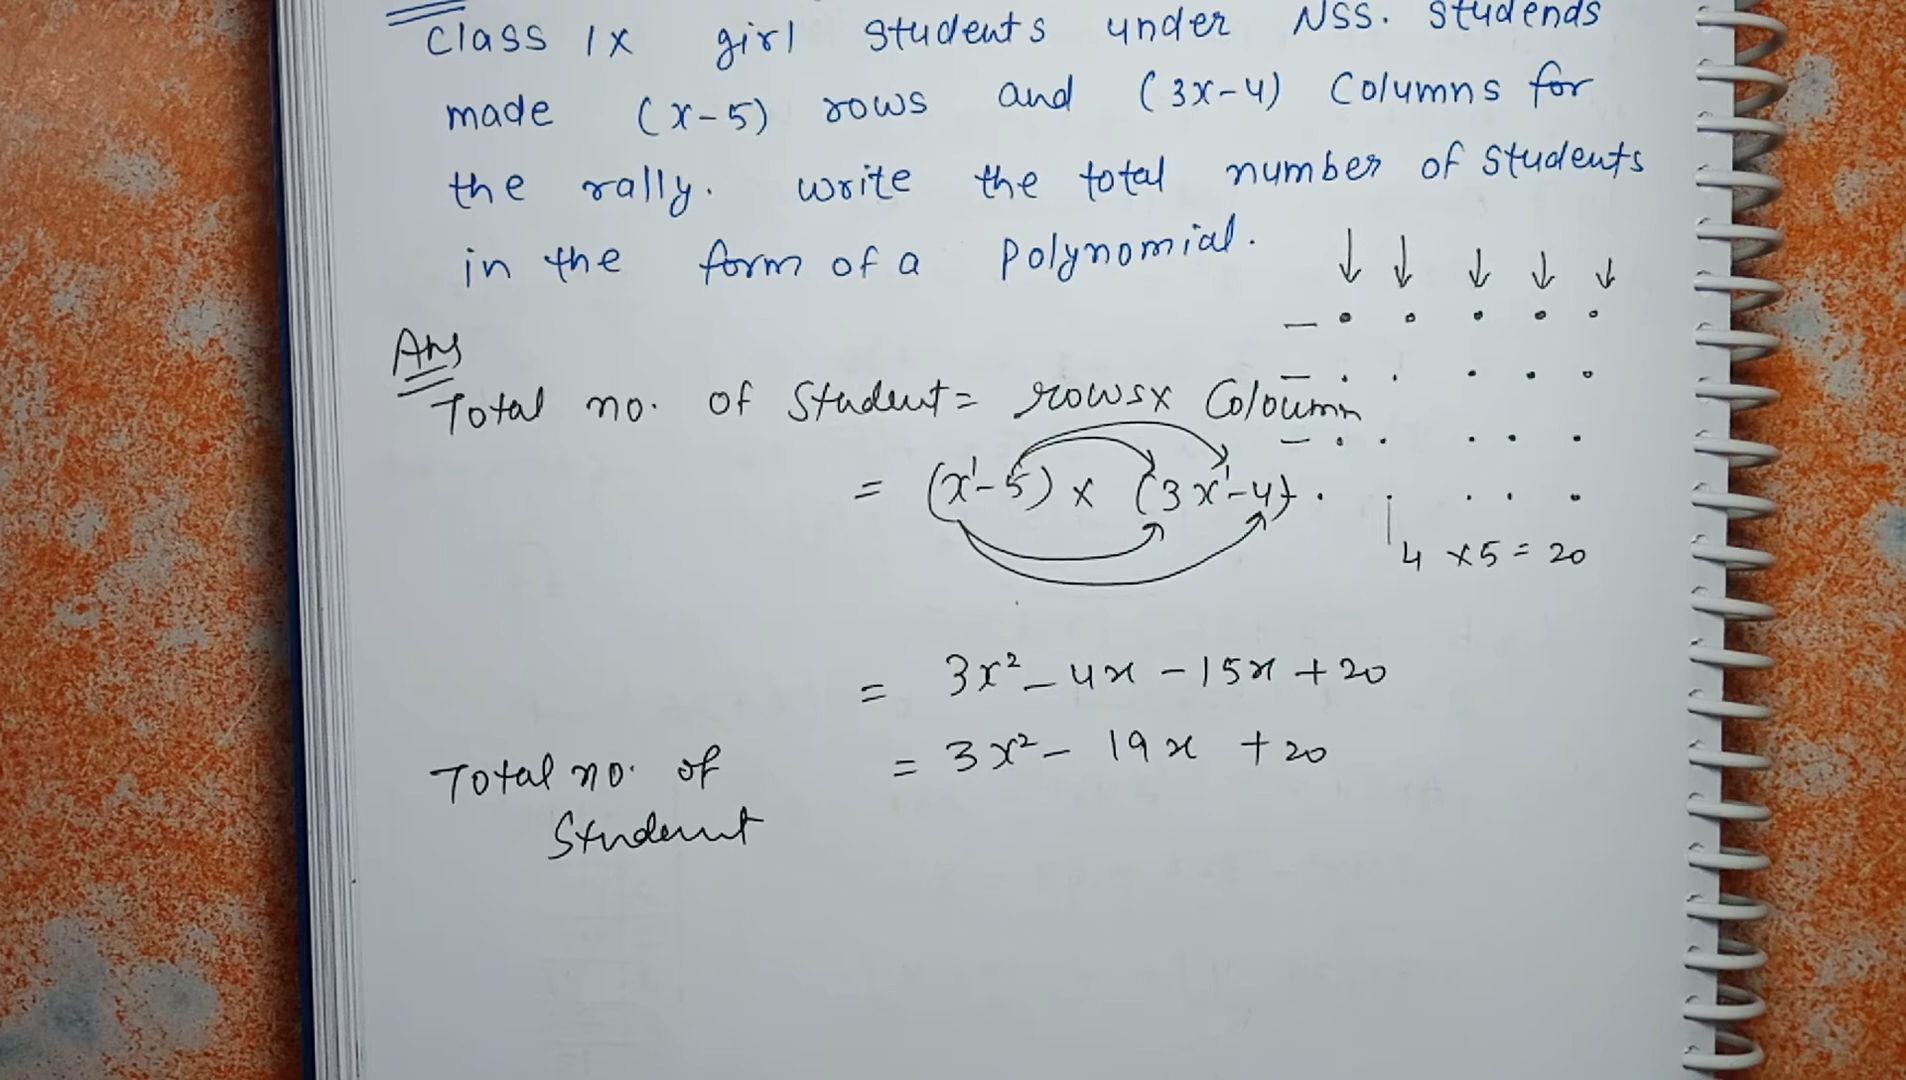 Class IX girl students under NSS. studends
made (x-5) rows and (3x-4) Columns for
the rally. write the total number of students
in the form of a polynomial.
Ans
Total no. of Student = rows x Coloumn
= (x¹-5) x (3x¹-4)
4 x 5 = 20
= 3x² - 4x - 15x + 20
Total no. of = 3x² - 19x + 20
Student